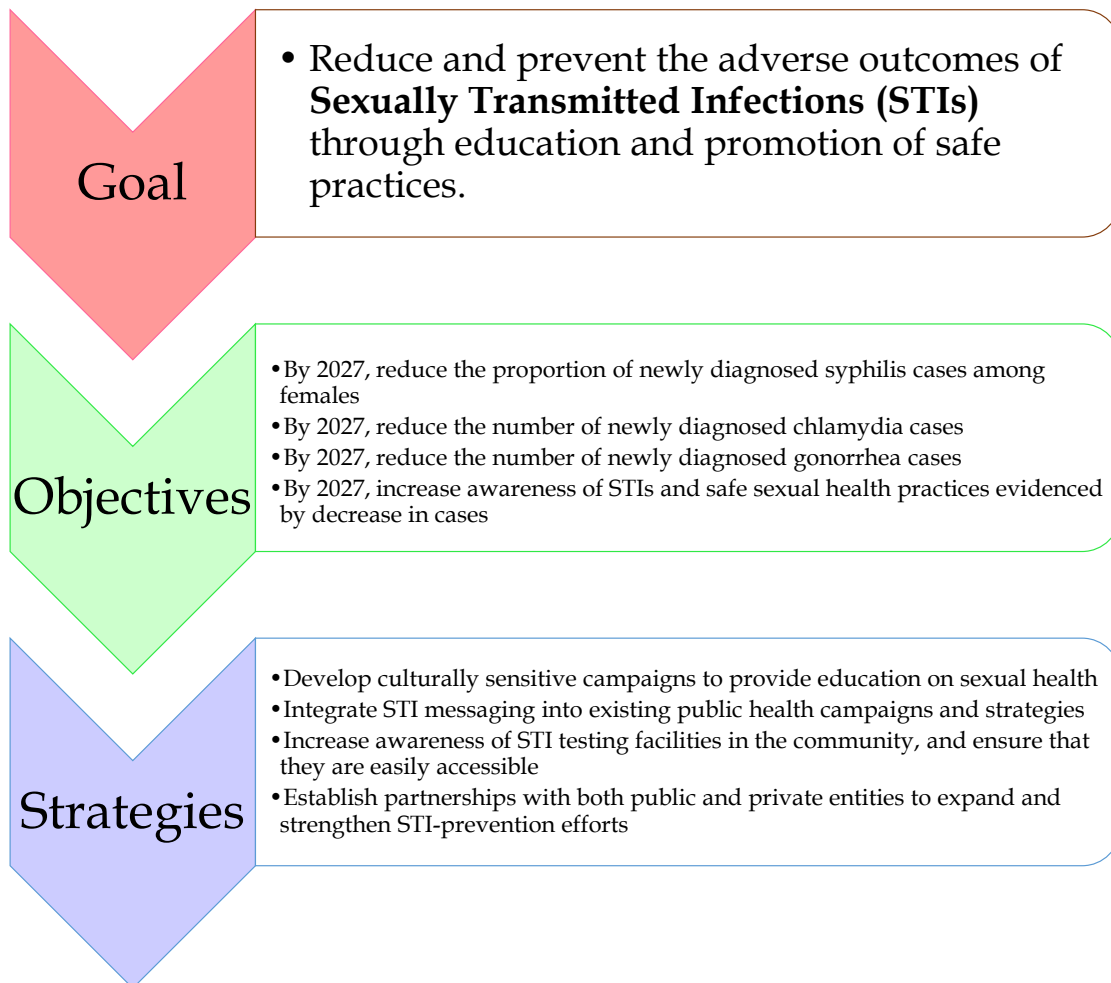 Goal
• Reduce and prevent the adverse outcomes of
Sexually Transmitted Infections (STIs)
through education and promotion of safe
practices.
Objectives
•By 2027, reduce the proportion of newly diagnosed syphilis cases among
females
•By 2027, reduce the number of newly diagnosed chlamydia cases
•By 2027, reduce the number of newly diagnosed gonorrhea cases
•By 2027, increase awareness of STIs and safe sexual health practices evidenced
by decrease in cases
Strategies
•Develop culturally sensitive campaigns to provide education on sexual health
•Integrate STI messaging into existing public health campaigns and strategies
•Increase awareness of STI testing facilities in the community, and ensure that
they are easily accessible
•Establish partnerships with both public and private entities to expand and
strengthen STI-prevention efforts